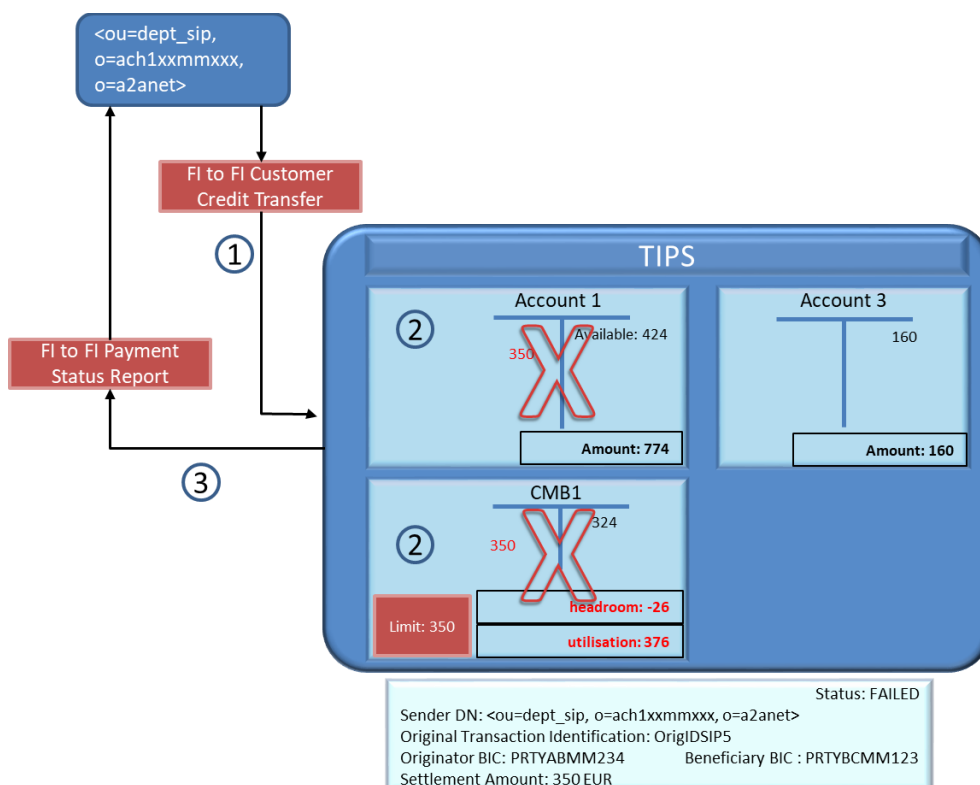 <ou=dept_sip,
o=ach1xxmmxxx,
o=a2anet>
FI to FI Customer
Credit Transfer
1
TIPS
Account 1
2
Available: 424
350
Amount: 774
Account 3
160
Amount: 160
FI to FI Payment
Status Report
3
CMB1
2
324
350
Limit: 350
headroom: -26
utilisation: 376
Status: FAILED
Sender DN: <ou=dept_sip, o=ach1xxmmxxx, o=a2anet>
Original Transaction Identification: OrigIDSIP5
Originator BIC: PRTYABMM234 Beneficiary BIC : PRTYBCMM123
Settlement Amount: 350 EUR